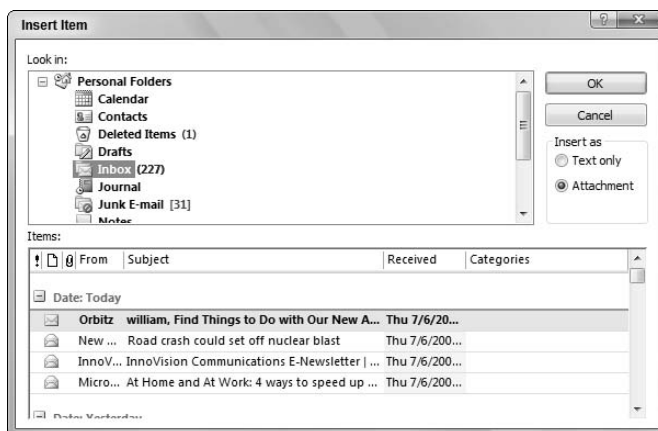 Insert Item
Look in:
Personal Folders
Calendar
Contacts
Deleted Items (1)
Drafts
Inbox (227)
Journal
Junk E-mail [31]
Notes
OK
Cancel
Insert as
Text only
Attachment
Items:
From Subject Received Categories
Date: Today
Orbitz william, Find Things to Do with Our New A... Thu 7/6/20...
New ... Road crash could set off nuclear blast Thu 7/6/200...
InnoV... InnoVision Communications E-Newsletter | ... Thu 7/6/200...
Micro... At Home and At Work: 4 ways to speed up ... Thu 7/6/200...
Date: Yesterday